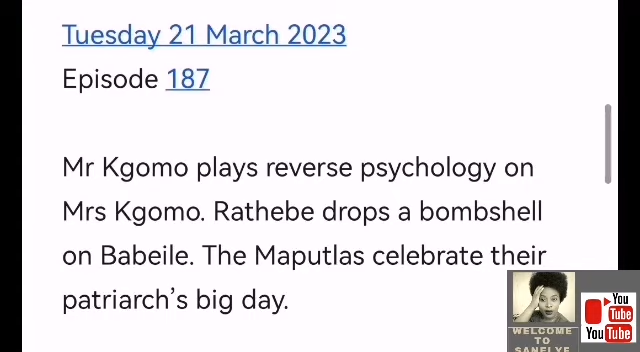 Tuesday 21 March 2023
Episode 187
Mr Kgomo plays reverse psychology on
Mrs Kgomo. Rathebe drops a bombshell
on Babeile. The Maputlas celebrate their
patriarch’s big day.
You
Tube
YouTube
WELCOME
TO
SANELYE